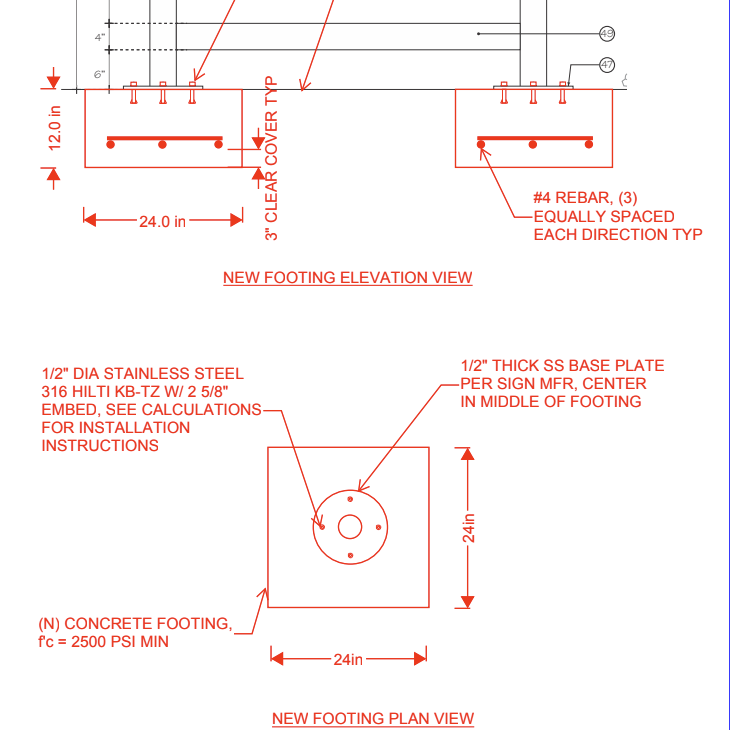 4"
49
6"
47
12.0 in
3" CLEAR COVER TYP
24.0 in
#4 REBAR, (3)
EQUALLY SPACED
EACH DIRECTION TYP
NEW FOOTING ELEVATION VIEW
1/2" DIA STAINLESS STEEL
316 HILTI KB-TZ W/ 2 5/8"
EMBED, SEE CALCULATIONS
FOR INSTALLATION
INSTRUCTIONS
1/2" THICK SS BASE PLATE
PER SIGN MFR, CENTER
IN MIDDLE OF FOOTING
24in
(N) CONCRETE FOOTING,
f'c = 2500 PSI MIN
24in
NEW FOOTING PLAN VIEW